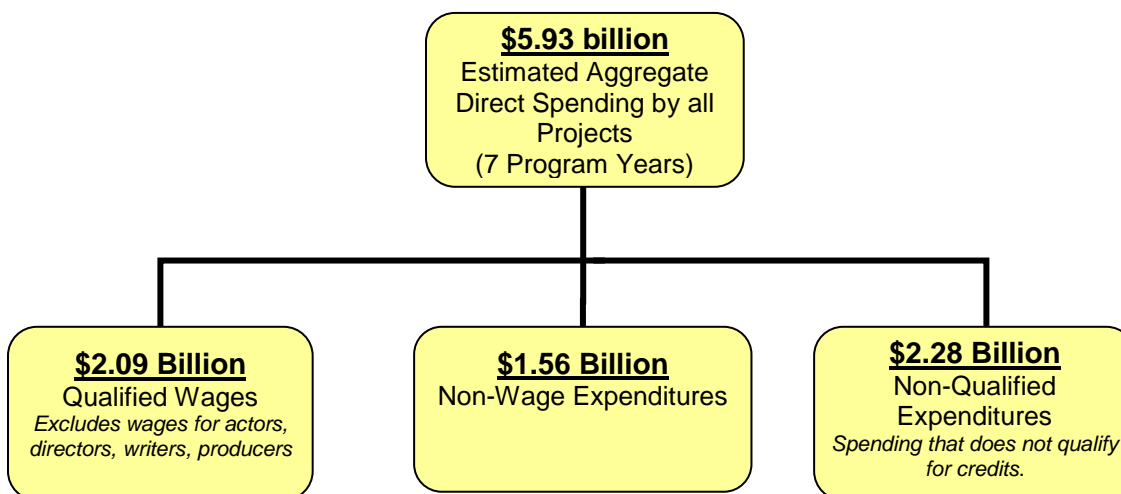 $5.93 billion
Estimated Aggregate
Direct Spending by all
Projects
(7 Program Years)
$2.09 Billion
Qualified Wages
Excludes wages for actors,
directors, writers, producers
$1.56 Billion
Non-Wage Expenditures
$2.28 Billion
Non-Qualified
Expenditures
Spending that does not qualify
for credits.